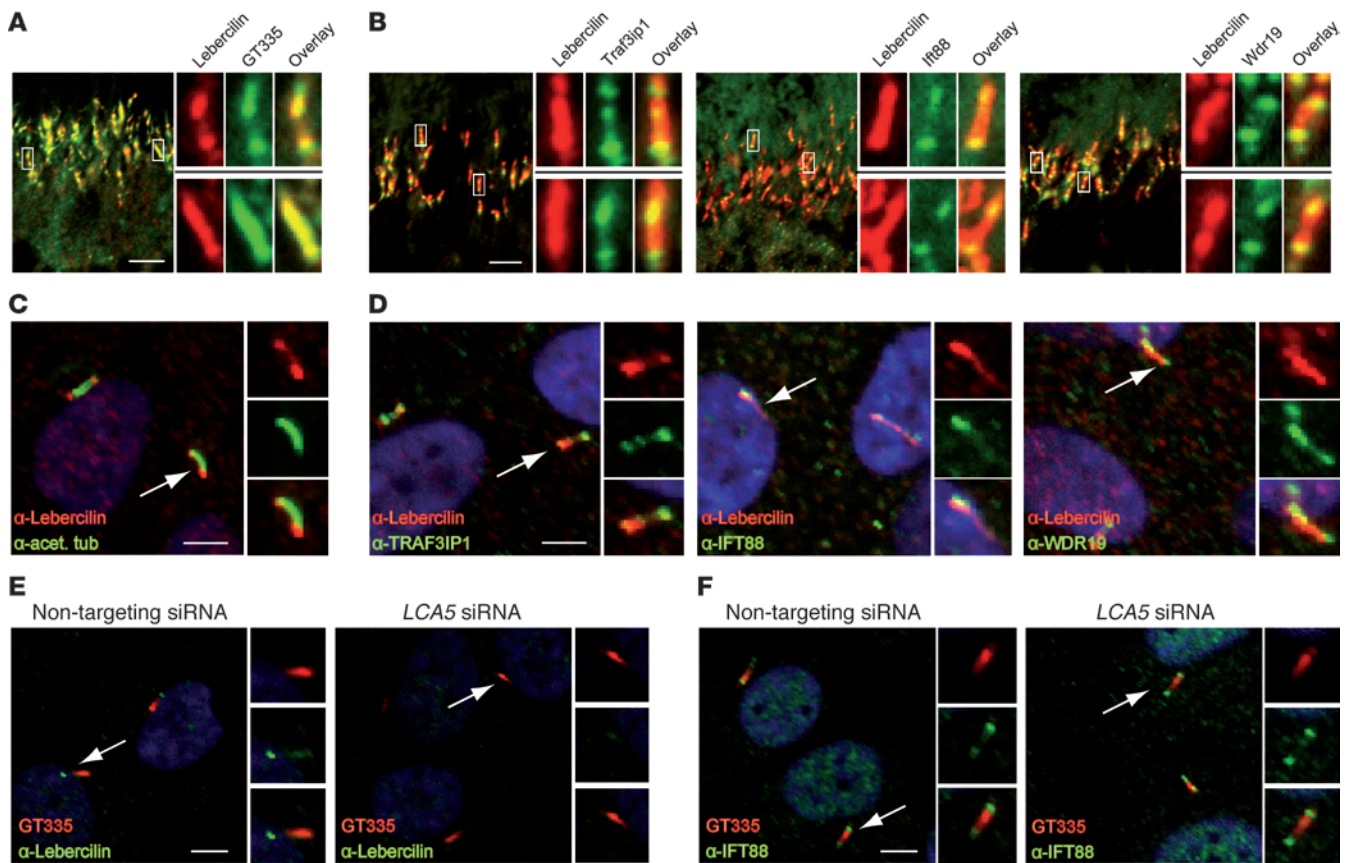 A
Lebercilin
GT335
Overlay
B
Lebercilin
Traf3ip1
Overlay
Lebercilin
Ift88
Overlay
Lebercilin
Wdr19
Overlay
C
α-Lebercilin
α-acet. tub
D
α-Lebercilin
α-TRAF3IP1
α-Lebercilin
α-IFT88
α-Lebercilin
α-WDR19
E
Non-targeting siRNA
LCA5 siRNA
GT335
α-Lebercilin
GT335
α-Lebercilin
F
Non-targeting siRNA
LCA5 siRNA
GT335
α-IFT88
GT335
α-IFT88